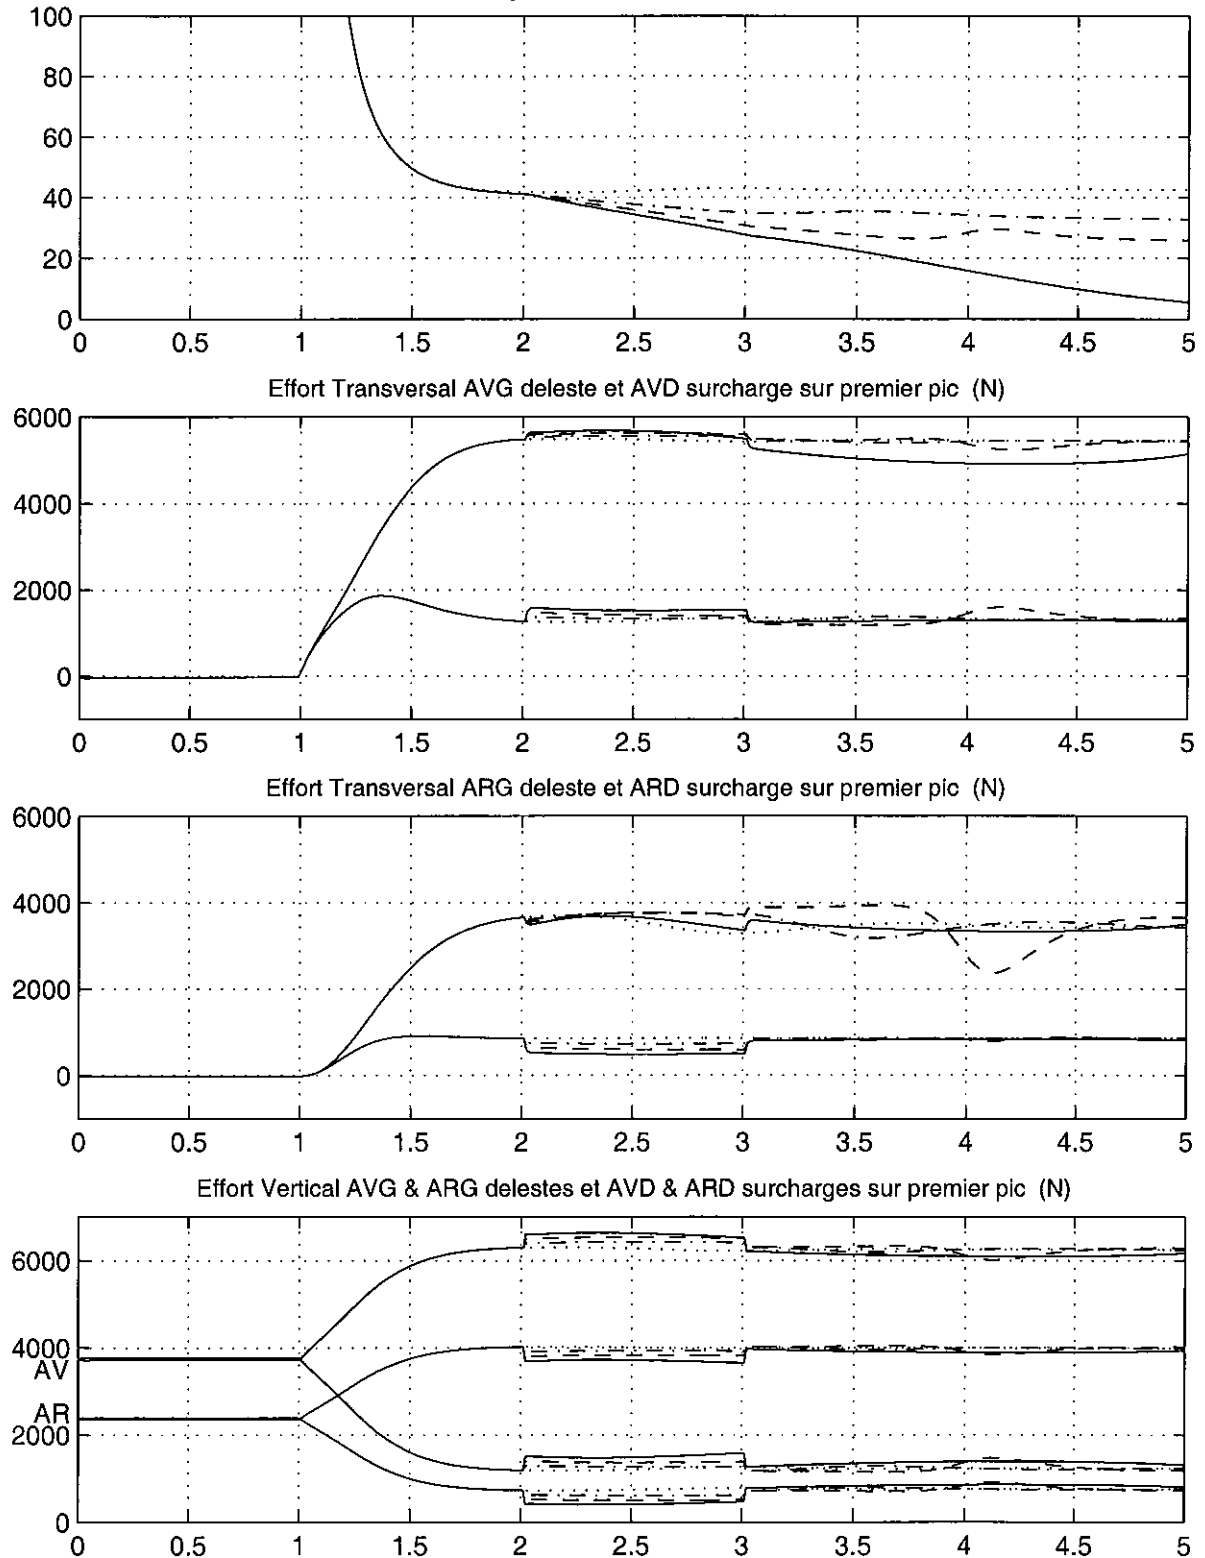 100
80
60
40
20
0
0 0.5 1 1.5 2 2.5 3 3.5 4 4.5 5
Effort Transversal AVG deleste et AVD surcharge sur premier pic (N)
6000
4000
2000
0
0 0.5 1 1.5 2 2.5 3 3.5 4 4.5 5
Effort Transversal ARG deleste et ARD surcharge sur premier pic (N)
6000
4000
2000
0
0 0.5 1 1.5 2 2.5 3 3.5 4 4.5 5
Effort Vertical AVG & ARG delestes et AVD & ARD surcharges sur premier pic (N)
6000
4000
AV
AR
2000
0
0 0.5 1 1.5 2 2.5 3 3.5 4 4.5 5